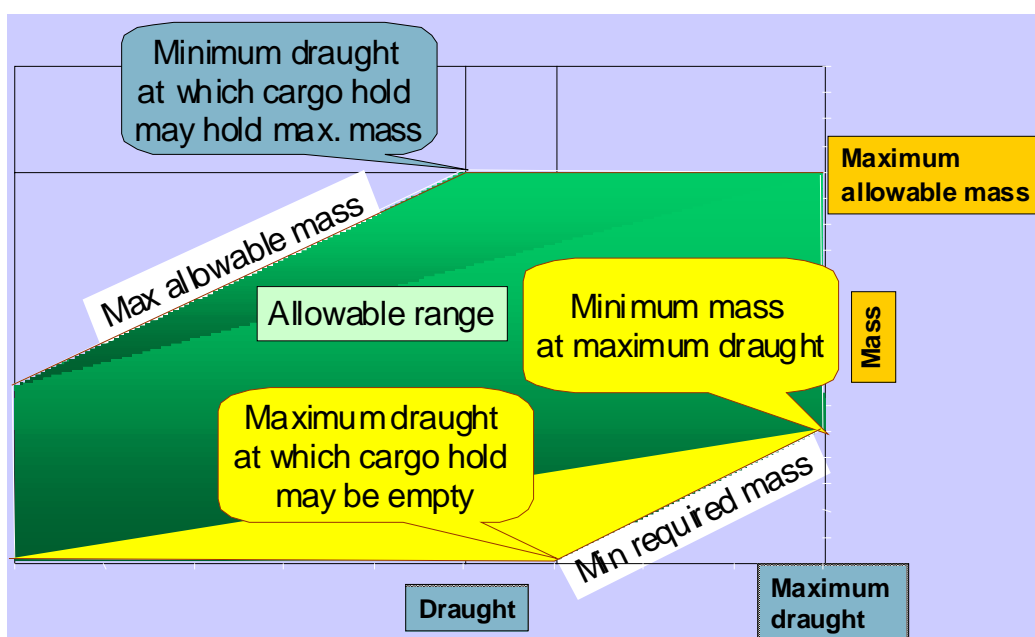 Minimum draught
at which cargo hold
may hold max. mass
Maximum
allowable mass
Max allowable mass
Allowable range
Minimum mass
at maximum draught
Mass
Maximum draught
at which cargo hold
may be empty
Min required mass
Draught
Maximum
draught